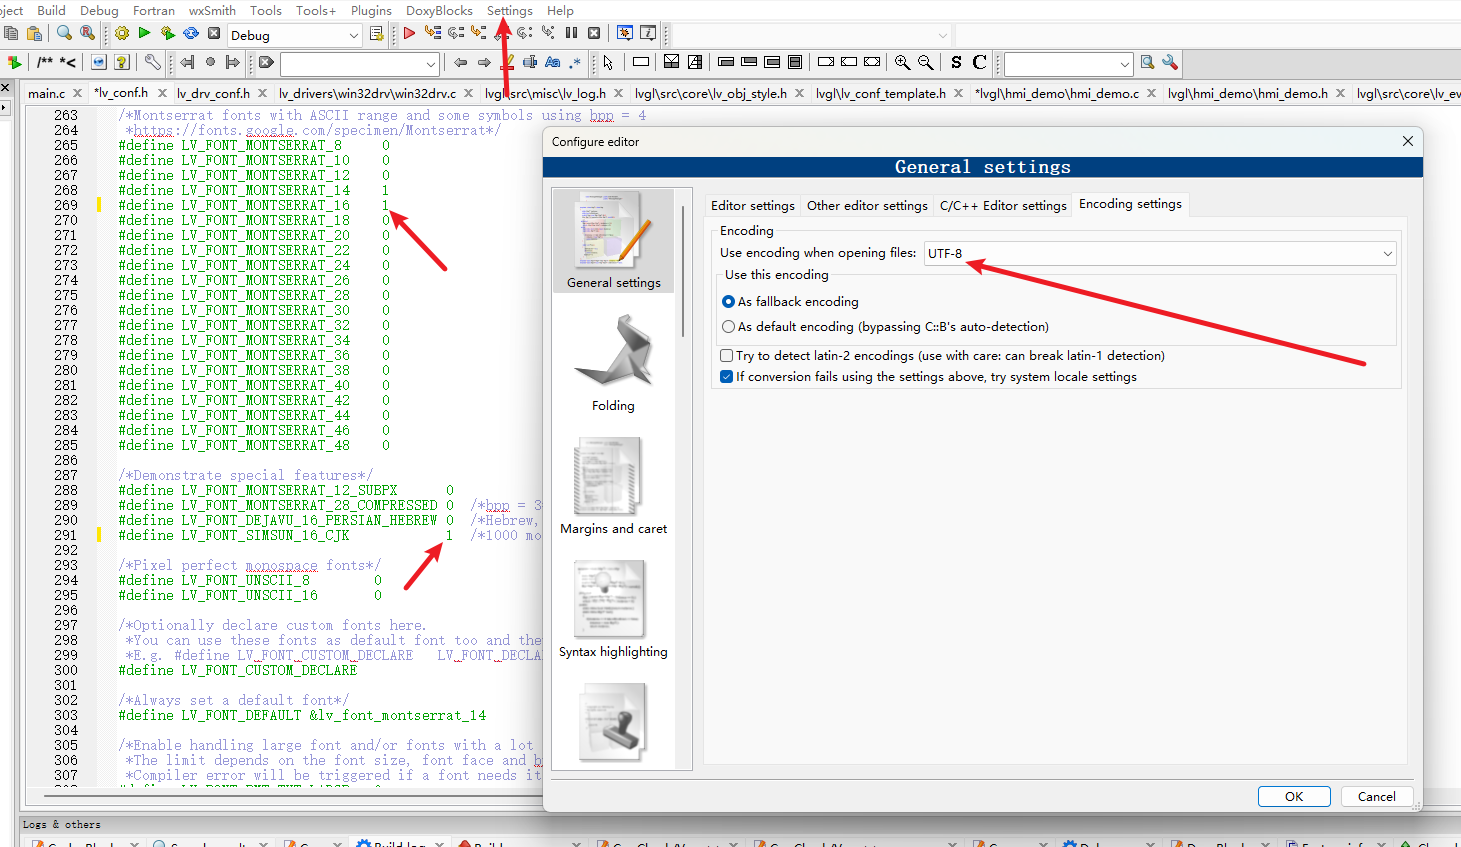 oject Build Debug Fortran wxSmith Tools Tools+ Plugins DoxyBlocks Settings Help
Debug
/** *<
S C
main.c *lv_conf.h lv_drv_conf.h lv_drivers\win32drv\win32drv.c lvgl\src\misc\lv_log.h lvgl\src\core\lv_obj_style.h lvgl\lv_conf_template.h *lvgl\hmi_demo\hmi_demo.c lvgl\hmi_demo\hmi_demo.h lvgl\src\core\lv_ev
263 /*Montserrat fonts with ASCII range and some symbols using bpp = 4
264 *https://fonts.google.com/specimen/Montserrat*/
265 #define LV_FONT_MONTSERRAT_8 0
266 #define LV_FONT_MONTSERRAT_10 0
267 #define LV_FONT_MONTSERRAT_12 0
268 #define LV_FONT_MONTSERRAT_14 1
269 #define LV_FONT_MONTSERRAT_16 1
270 #define LV_FONT_MONTSERRAT_18 0
271 #define LV_FONT_MONTSERRAT_20 0
272 #define LV_FONT_MONTSERRAT_22 0
273 #define LV_FONT_MONTSERRAT_24 0
274 #define LV_FONT_MONTSERRAT_26 0
275 #define LV_FONT_MONTSERRAT_28 0
276 #define LV_FONT_MONTSERRAT_30 0
277 #define LV_FONT_MONTSERRAT_32 0
278 #define LV_FONT_MONTSERRAT_34 0
279 #define LV_FONT_MONTSERRAT_36 0
280 #define LV_FONT_MONTSERRAT_38 0
281 #define LV_FONT_MONTSERRAT_40 0
282 #define LV_FONT_MONTSERRAT_42 0
283 #define LV_FONT_MONTSERRAT_44 0
284 #define LV_FONT_MONTSERRAT_46 0
285 #define LV_FONT_MONTSERRAT_48 0
286
287 /*Demonstrate special features*/
288 #define LV_FONT_MONTSERRAT_12_SUBPX 0
289 #define LV_FONT_MONTSERRAT_28_COMPRESSED 0 /*bpp = 3
290 #define LV_FONT_DEJAVU_16_PERSIAN_HEBREW 0 /*Hebrew,
291 #define LV_FONT_SIMSUN_16_CJK 1 /*1000 mo
292
293 /*Pixel perfect monospace fonts*/
294 #define LV_FONT_UNSCII_8 0
295 #define LV_FONT_UNSCII_16 0
296
297 /*Optionally declare custom fonts here.
298 *You can use these fonts as default font too and the
299 *E.g. #define LV_FONT_CUSTOM_DECLARE LV_FONT_DECLA
300 #define LV_FONT_CUSTOM_DECLARE
301
302 /*Always set a default font*/
303 #define LV_FONT_DEFAULT &lv_font_montserrat_14
304
305 /*Enable handling large font and/or fonts with a lot
306 *The limit depends on the font size, font face and b
307 *Compiler error will be triggered if a font needs it
Configure editor
General settings
General settings
Folding
Margins and caret
Syntax highlighting
Editor settings Other editor settings C/C++ Editor settings Encoding settings
Encoding
Use encoding when opening files: UTF-8
Use this encoding
As fallback encoding
As default encoding (bypassing C::B's auto-detection)
Try to detect latin-2 encodings (use with care: can break latin-1 detection)
If conversion fails using the settings above, try system locale settings
OK Cancel
Logs & others